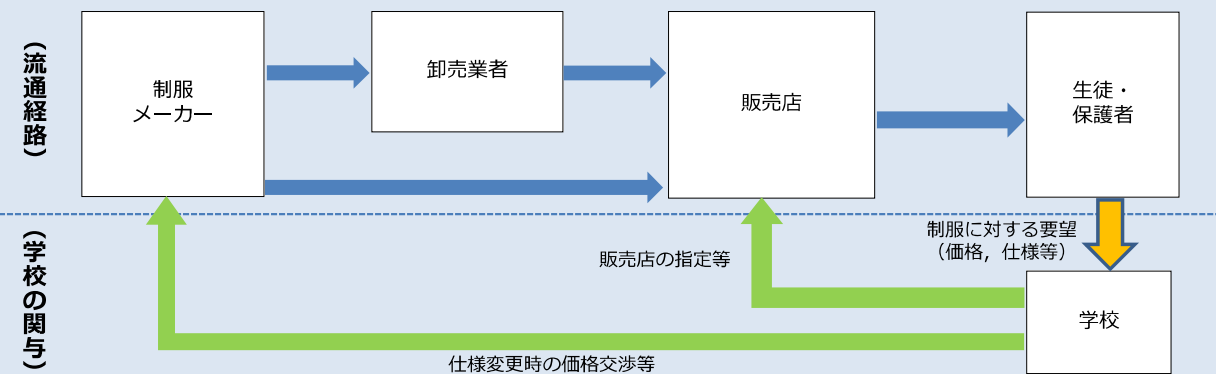 （流通経路）
制服
メーカー
卸売業者
販売店
生徒・
保護者
（学校の関与）
販売店の指定等
制服に対する要望
（価格，仕様等）
学校
仕様変更時の価格交渉等